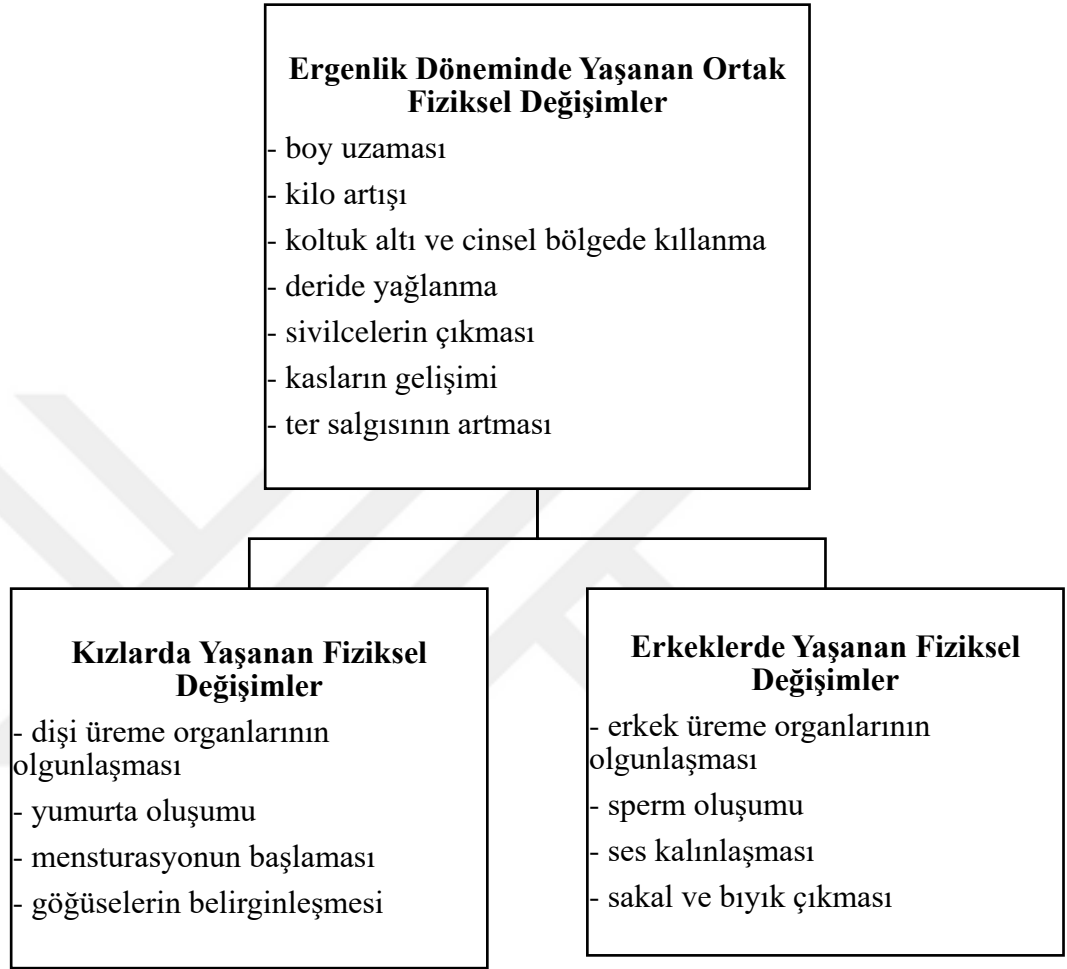 Ergenlik Döneminde Yaşanan Ortak
Fiziksel Değişimler
- boy uzaması
- kilo artışı
- koltuk altı ve cinsel bölgede kıllanma
- deride yağlanma
- sivilcelerin çıkması
- kasların gelişimi
- ter salgısının artması
Kızlarda Yaşanan Fiziksel
Değişimler
- dişi üreme organlarının
olgunlaşması
- yumurta oluşumu
- mensturasyonun başlaması
- göğüselerin belirginleşmesi
Erkeklerde Yaşanan Fiziksel
Değişimler
- erkek üreme organlarının
olgunlaşması
- sperm oluşumu
- ses kalınlaşması
- sakal ve bıyık çıkması